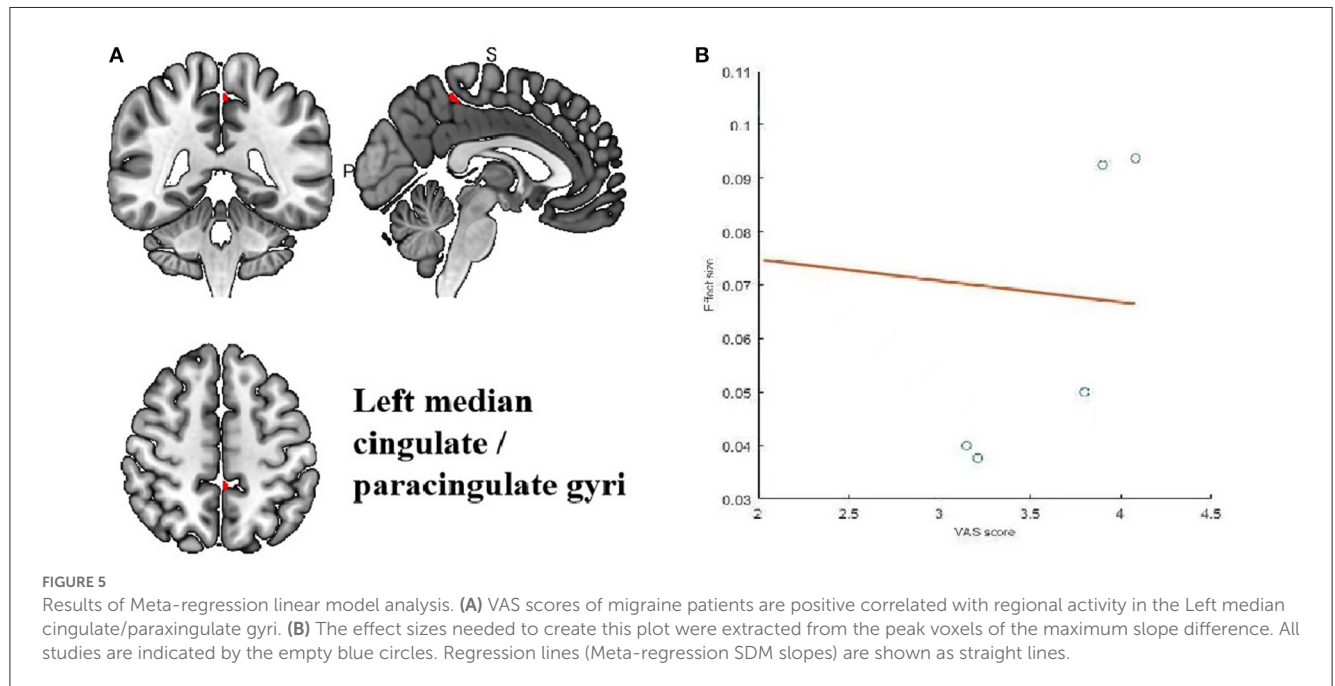 A
S
P
Left median
cingulate /
paracingulate gyri
B
0.11
0.1
0.09
0.08
0.07
0.06
0.05
0.04
0.03
Effect size
2 2.5 3 3.5 4 4.5
VAS score
FIGURE 5
Results of Meta-regression linear model analysis. (A) VAS scores of migraine patients are positive correlated with regional activity in the Left median
cingulate/paraxingulate gyri. (B) The effect sizes needed to create this plot were extracted from the peak voxels of the maximum slope difference. All
studies are indicated by the empty blue circles. Regression lines (Meta-regression SDM slopes) are shown as straight lines.